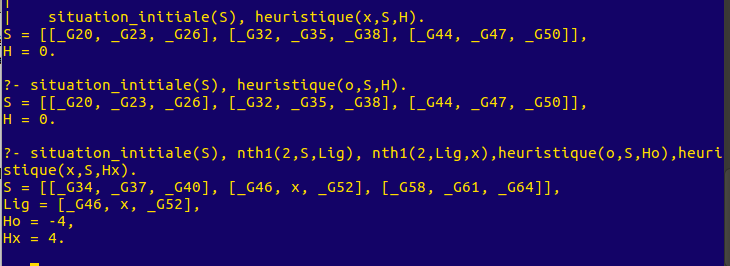 |    situation_initiale(S), heuristique(x,S,H).
S = [[_G20, _G23, _G26], [_G32, _G35, _G38], [_G44, _G47, _G50]],
H = 0.
?- situation_initiale(S), heuristique(o,S,H).
S = [[_G20, _G23, _G26], [_G32, _G35, _G38], [_G44, _G47, _G50]],
H = 0.
?- situation_initiale(S), nth1(2,S,Lig), nth1(2,Lig,x),heuristique(o,S,Ho),heuri
stique(x,S,Hx).
S = [[_G34, _G37, _G40], [_G46, x, _G52], [_G58, _G61, _G64]],
Lig = [_G46, x, _G52],
Ho = -4,
Hx = 4.